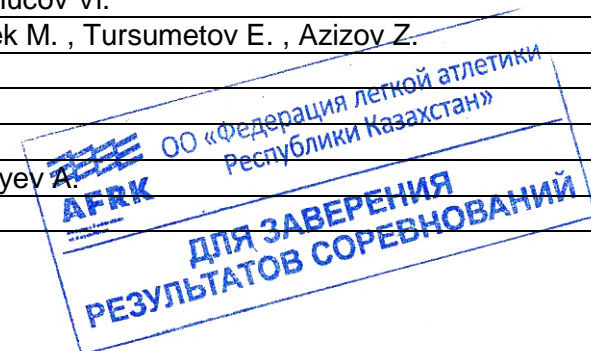 ek M. , Tursumetov E. , Azizov Z.
yev A.
ОО «Федерация легкой атлетики
Республики Казахстан»
AFRK
ДЛЯ ЗАВЕРЕНИЯ
РЕЗУЛЬТАТОВ СОРЕВНОВАНИЙ